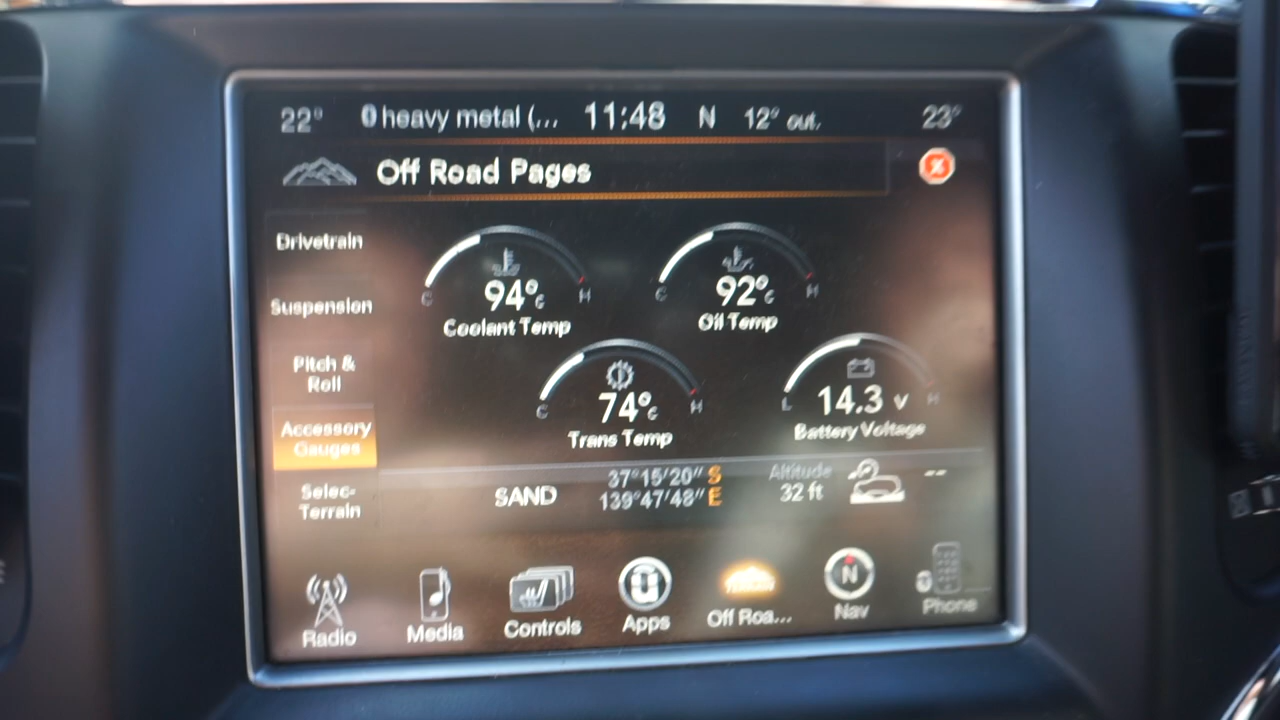 22° heavy metal (... 11:48 N 12° out. 23°
Off Road Pages
Drivetrain
Suspension
Pitch &
Roll
Accessory
Gauges
Selec-
Terrain
94°C
C H
Coolant Temp
92°C
C H
Oil Temp
74°C
C H
Trans Temp
14.3 v
L H
Battery Voltage
SAND
37°15'20" S
139°47'48" E
Altitude
32 ft
--
Radio
Media
Controls
Apps
Off Roa...
N
Nav
Phone